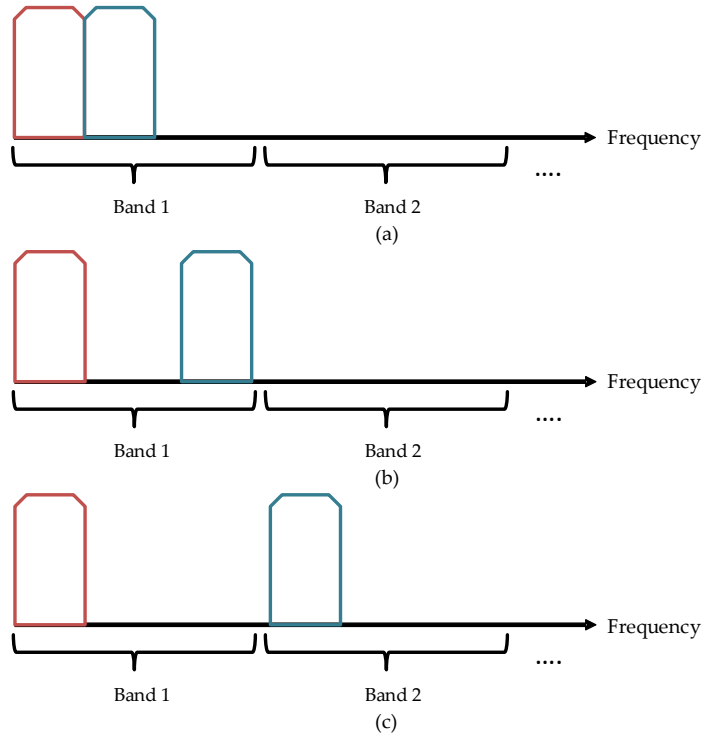 Frequency
....
Band 1
Band 2
(a)
Frequency
....
Band 1
Band 2
(b)
Frequency
....
Band 1
Band 2
(c)